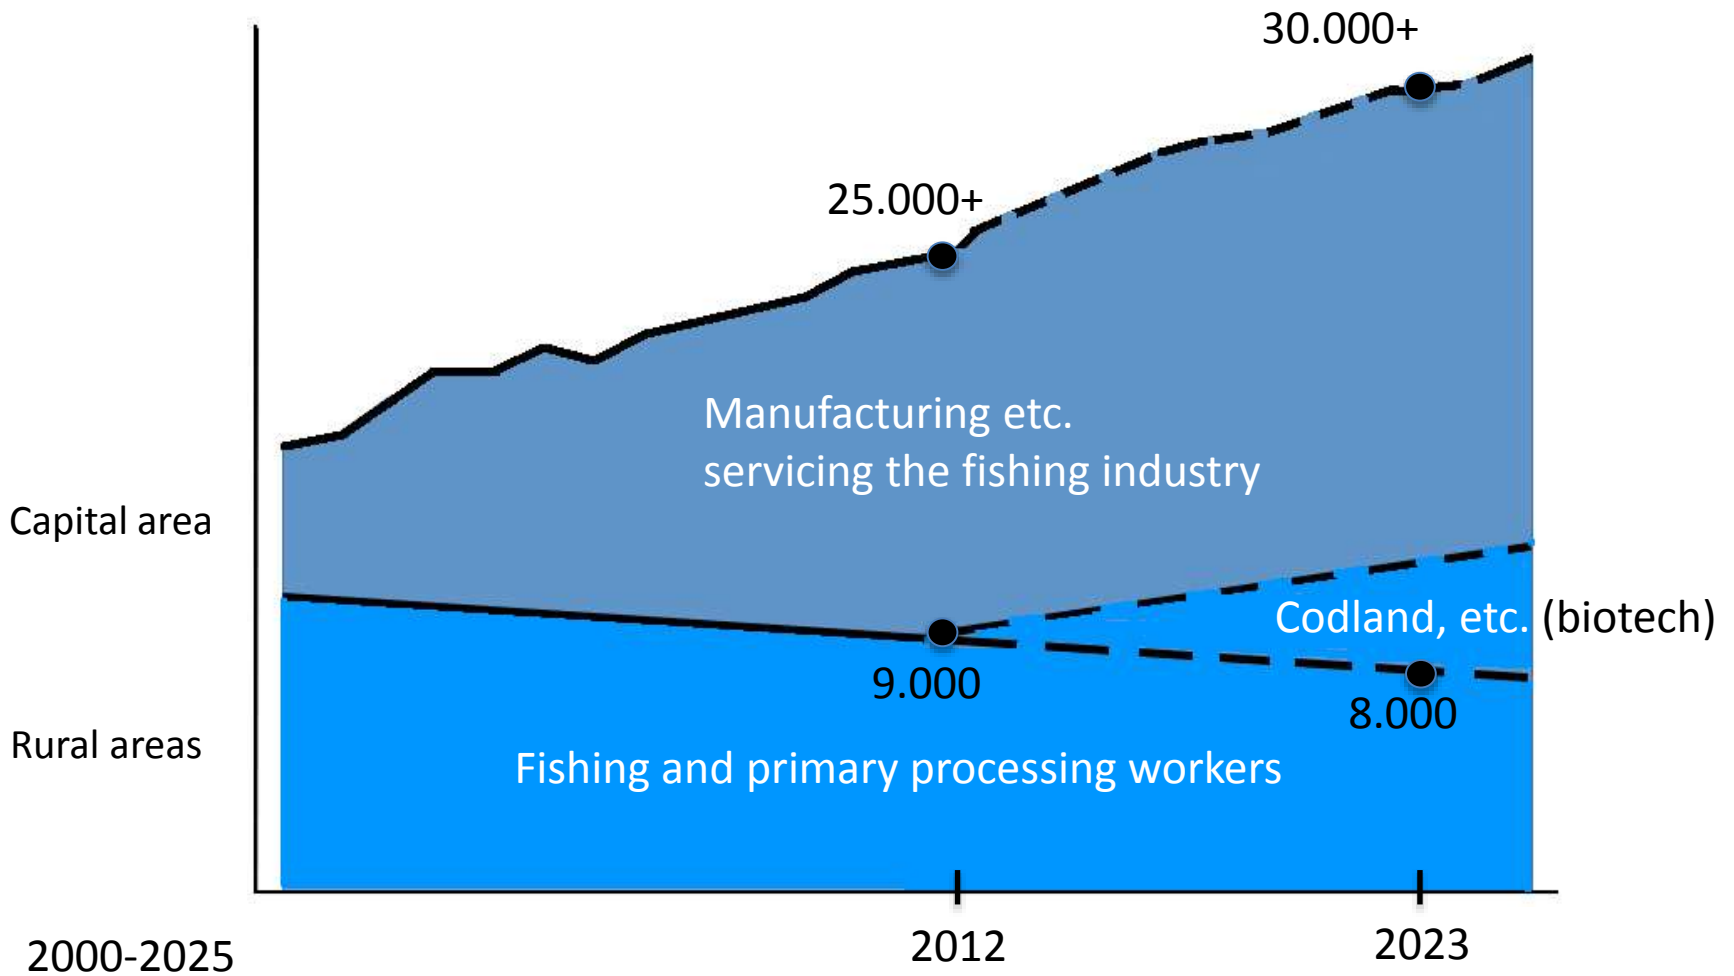 30.000+
25.000+
Manufacturing etc.
servicing the fishing industry
Capital area
Codland, etc. (biotech)
9.000
8.000
Rural areas
Fishing and primary processing workers
2000-2025
2012
2023